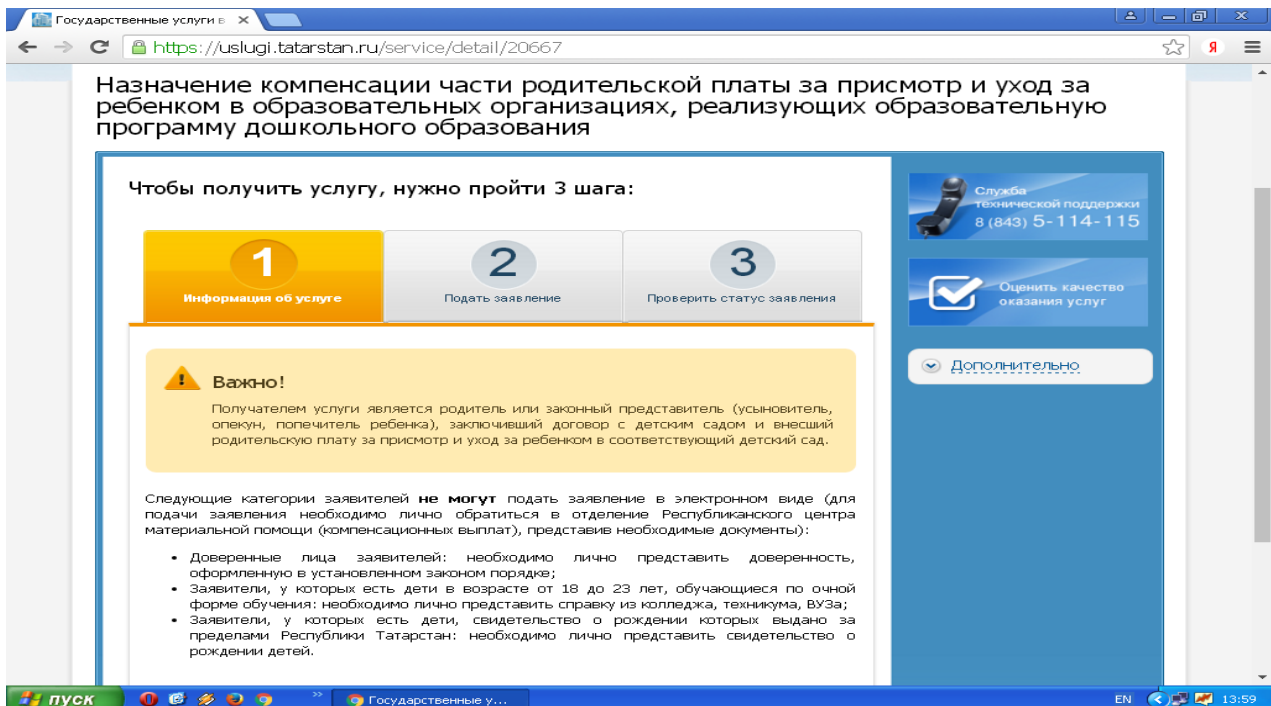 Государственные услуги в
https://uslugi.tatarstan.ru/service/detail/20667
Я
Назначение компенсации части родительской платы за присмотр и уход за
ребенком в образовательных организациях, реализующих образовательную
программу дошкольного образования
Чтобы получить услугу, нужно пройти 3 шага:
1
Информация об услуге
2
Подать заявление
3
Проверить статус заявления
Служба
технической поддержки
8 (843) 5-114-115
Оценить качество
оказания услуг
Дополнительно
Важно!
Получателем услуги является родитель или законный представитель (усыновитель,
опекун, попечитель ребенка), заключивший договор с детским садом и внесший
родительскую плату за присмотр и уход за ребенком в соответствующий детский сад.
Следующие категории заявителей не могут подать заявление в электронном виде (для
подачи заявления необходимо лично обратиться в отделение Республиканского центра
материальной помощи (компенсационных выплат), представив необходимые документы):
• Доверенные лица заявителей: необходимо лично представить доверенность,
оформленную в установленном законом порядке;
• Заявители, у которых есть дети в возрасте от 18 до 23 лет, обучающиеся по очной
форме обучения: необходимо лично представить справку из колледжа, техникума, ВУЗа;
• Заявители, у которых есть дети, свидетельство о рождении которых выдано за
пределами Республики Татарстан: необходимо лично представить свидетельство о
рождении детей.
пуск
Государственные у...
EN
13:59